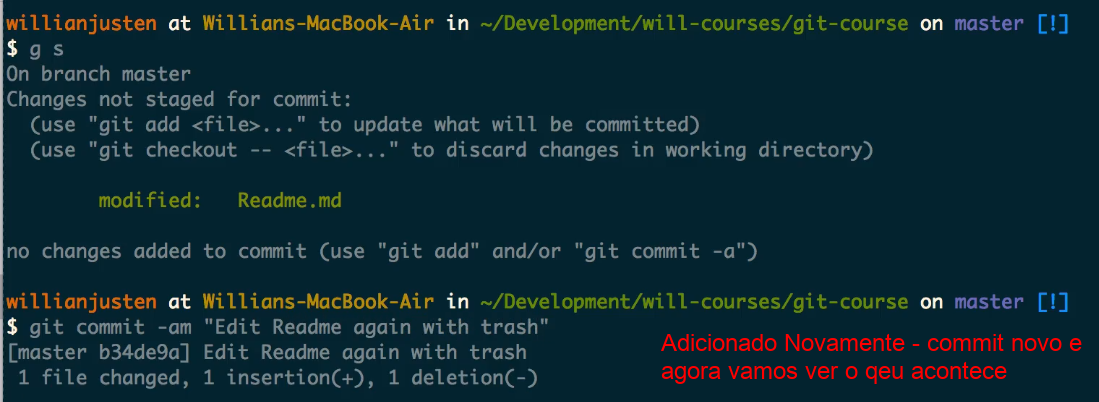 willianjusten at Willians-MacBook-Air in ~/Development/will-courses/git-course on master [!]
$ g s
On branch master
Changes not staged for commit:
  (use "git add <file>..." to update what will be committed)
  (use "git checkout -- <file>..." to discard changes in working directory)
        modified:   Readme.md
no changes added to commit (use "git add" and/or "git commit -a")
willianjusten at Willians-MacBook-Air in ~/Development/will-courses/git-course on master [!]
$ git commit -am "Edit Readme again with trash"
[master b34de9a] Edit Readme again with trash
 1 file changed, 1 insertion(+), 1 deletion(-)
Adicionado Novamente - commit novo e
agora vamos ver o qeu acontece